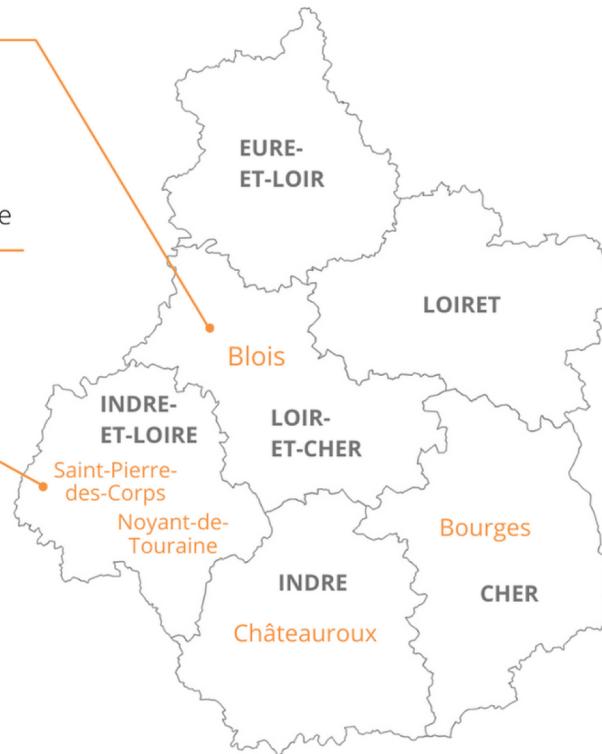 EURE-
ET-LOIR
e
LOIRET
Blois
INDRE-
ET-LOIRE
LOIR-
ET-CHER
Saint-Pierre-
des-Corps
Noyant-de-
Touraine
Bourges
INDRE
CHER
Châteauroux